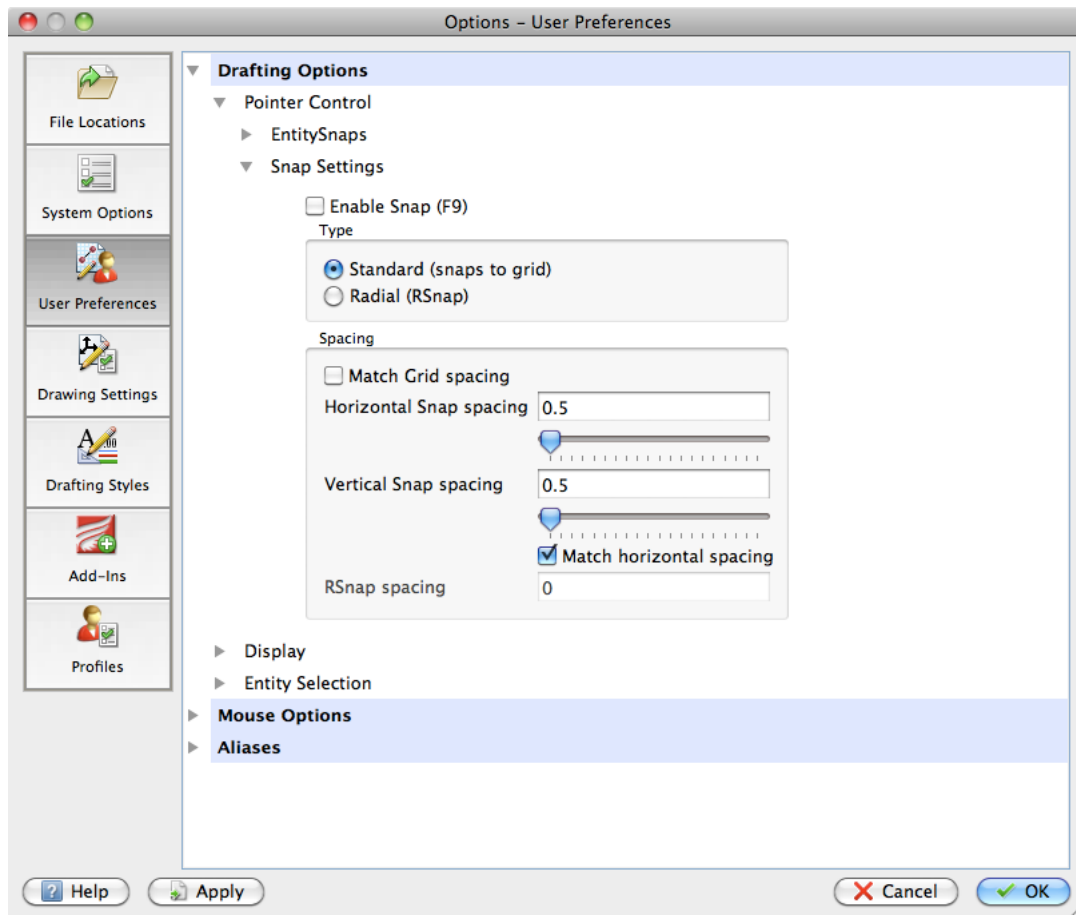 Options – User Preferences
File Locations
System Options
User Preferences
Drawing Settings
Drafting Styles
Add-Ins
Profiles
Drafting Options
Pointer Control
EntitySnaps
Snap Settings
Enable Snap (F9)
Type
Standard (snaps to grid)
Radial (RSnap)
Spacing
Match Grid spacing
Horizontal Snap spacing 0.5
Vertical Snap spacing 0.5
Match horizontal spacing
RSnap spacing 0
Display
Entity Selection
Mouse Options
Aliases
Help Apply Cancel OK